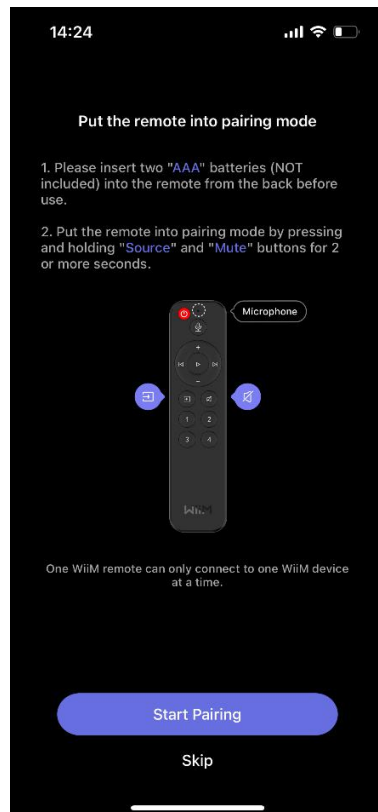 14:24
Put the remote into pairing mode
1. Please insert two "AAA" batteries (NOT
included) into the remote from the back before
use.
2. Put the remote into pairing mode by pressing
and holding "Source" and "Mute" buttons for 2
or more seconds.
Microphone
+
−
1 2
3 4
WiiM
One WiiM remote can only connect to one WiiM device
at a time.
Start Pairing
Skip